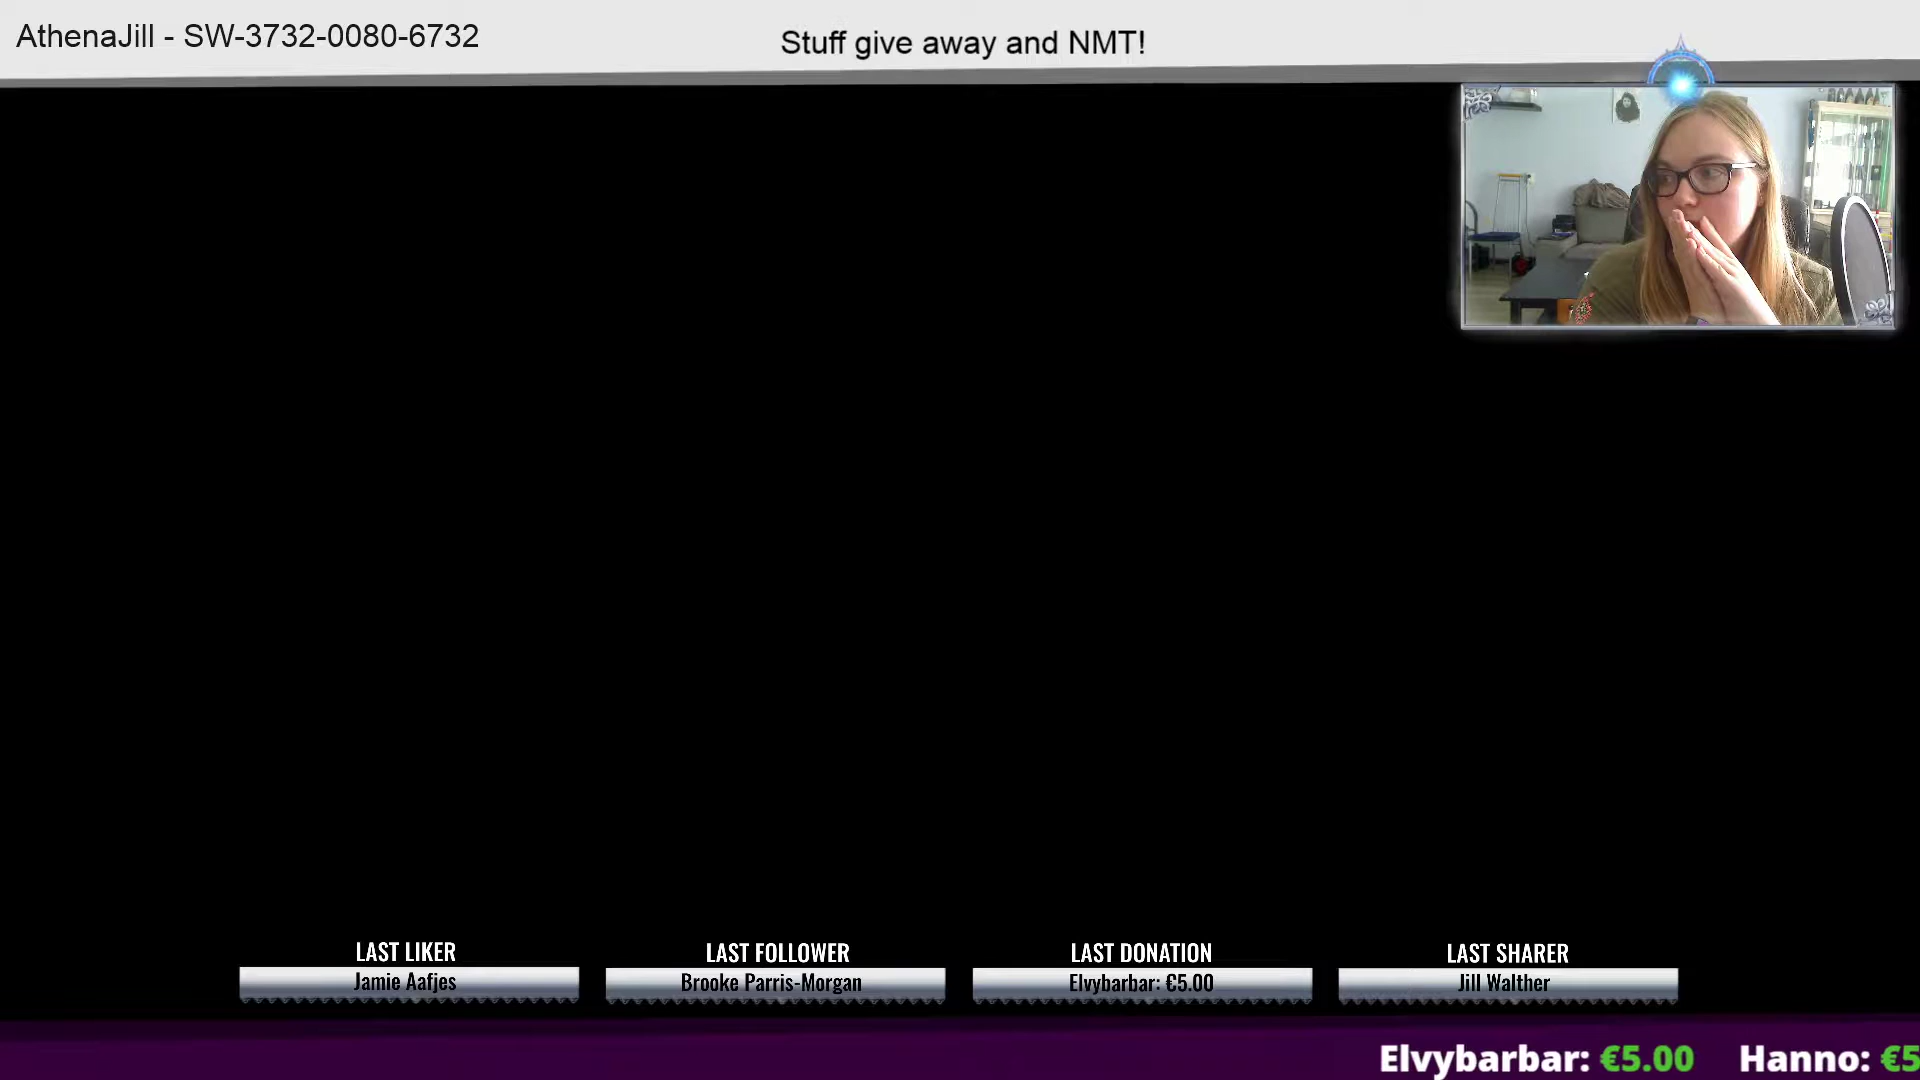 AthenaJill - SW-3732-0080-6732
Stuff give away and NMT!
LAST LIKER
Jamie Aafjes
LAST FOLLOWER
Brooke Parris-Morgan
LAST DONATION
Elvybarbar: €5.00
LAST SHARER
Jill Walther
Elvybarbar: €5.00 Hanno: €5